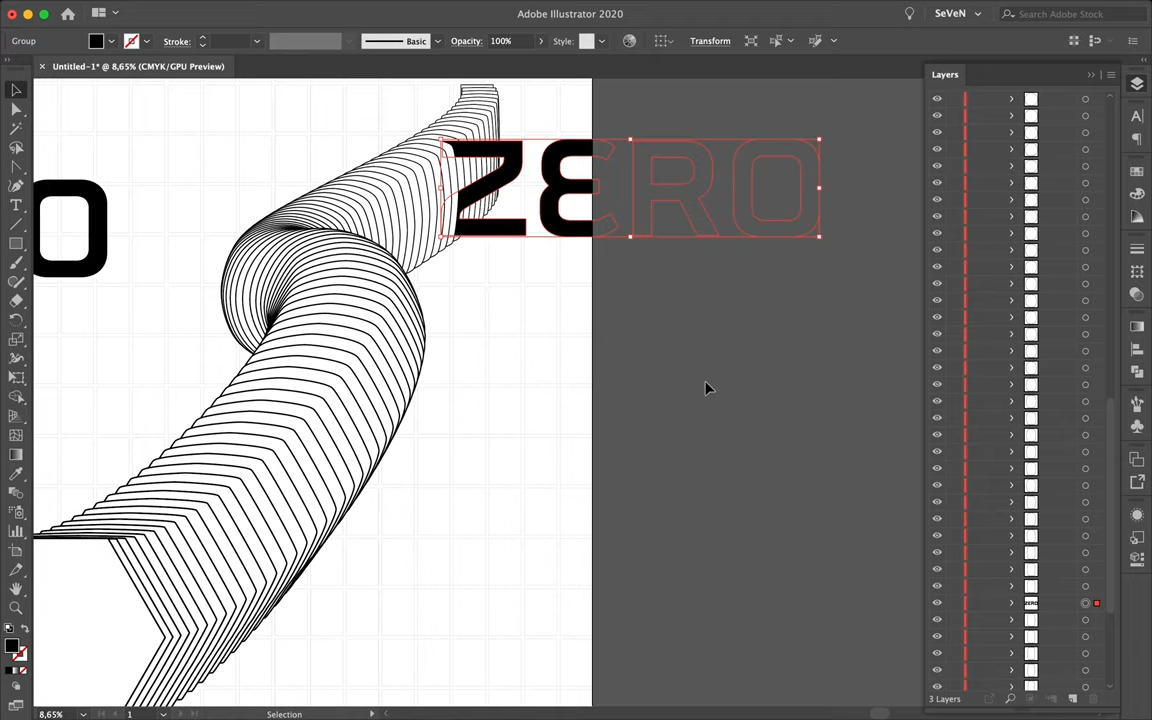 Adobe Illustrator 2020
SeVeN
Search Adobe Stock
Group
Stroke:
Basic
Opacity:
100%
Style:
Transform
Untitled-1* @ 8,65% (CMYK/GPU Preview)
Layers
ZERO
O
ZERO
3 Layers
8,65%
1
Selection